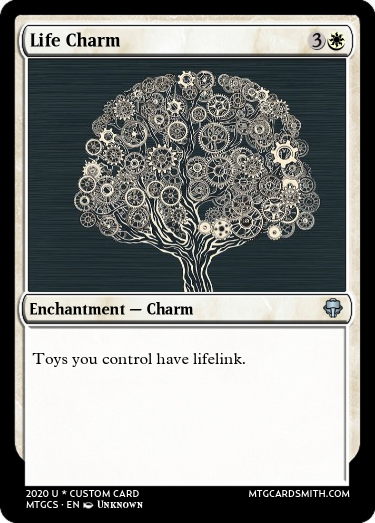 Life Charm 3
Enchantment — Charm
Toys you control have lifelink.
2020 U * CUSTOM CARD
MTGCARDSMITH.COM
MTGCS · EN Unknown